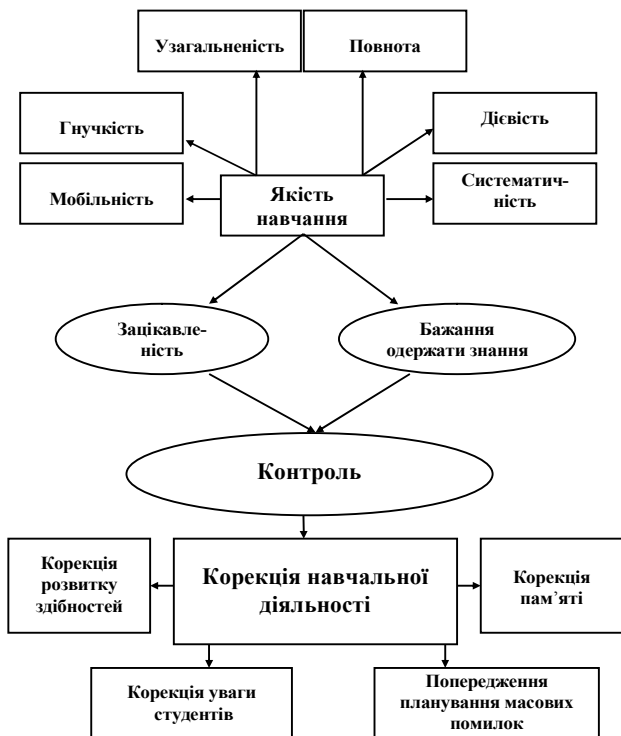 Узагальненість
Повнота
Гнучкість
Дієвість
Мобільність
Якість
навчання
Систематич-
ність
Зацікавле-
ність
Бажання
одержати знання
Контроль
Корекція
розвитку
здібностей
Корекція навчальної
діяльності
Корекція
пам’яті
Корекція уваги
студентів
Попередження
планування масових
помилок